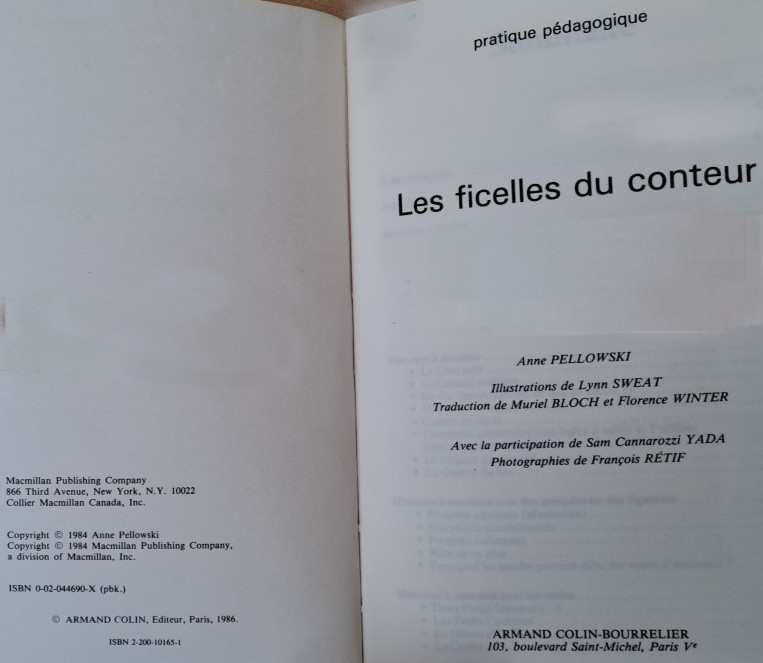 Macmillan Publishing Company
866 Third Avenue, New York, N.Y. 10022
Collier Macmillan Canada, Inc.
Copyright © 1984 Anne Pellowski
Copyright © 1984 Macmillan Publishing Company,
a division of Macmillan, Inc.
ISBN 0-02-044690-X (pbk.)
© ARMAND COLIN, Editeur, Paris, 1986.
ISBN 2-200-10165-1
pratique pédagogique
Les ficelles du conteur
Anne PELLOWSKI
Illustrations de Lynn SWEAT
Traduction de Muriel BLOCH et Florence WINTER
Avec la participation de Sam Cannarozzi YADA
Photographies de François RÉTIF
ARMAND COLIN-BOURRELIER
103, boulevard Saint-Michel, Paris Vᵉ